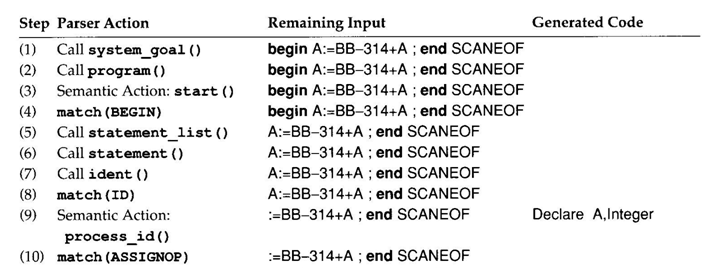 Step Parser Action Remaining Input Generated Code
(1) Call system_goal() begin A:=BB–314+A ; end SCANEOF
(2) Call program() begin A:=BB–314+A ; end SCANEOF
(3) Semantic Action: start() begin A:=BB–314+A ; end SCANEOF
(4) match(BEGIN) begin A:=BB–314+A ; end SCANEOF
(5) Call statement_list() A:=BB–314+A ; end SCANEOF
(6) Call statement() A:=BB–314+A ; end SCANEOF
(7) Call ident() A:=BB–314+A ; end SCANEOF
(8) match(ID) A:=BB–314+A ; end SCANEOF
(9) Semantic Action: :=BB–314+A ; end SCANEOF Declare A,Integer
process_id()
(10) match(ASSIGNOP) :=BB–314+A ; end SCANEOF